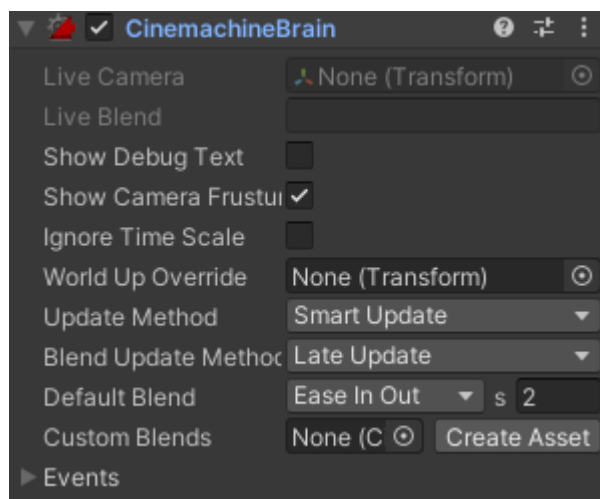 CinemachineBrain
Live Camera None (Transform)
Live Blend
Show Debug Text
Show Camera Frustu
Ignore Time Scale
World Up Override None (Transform)
Update Method Smart Update
Blend Update Method Late Update
Default Blend Ease In Out s 2
Custom Blends None (C Create Asset
Events